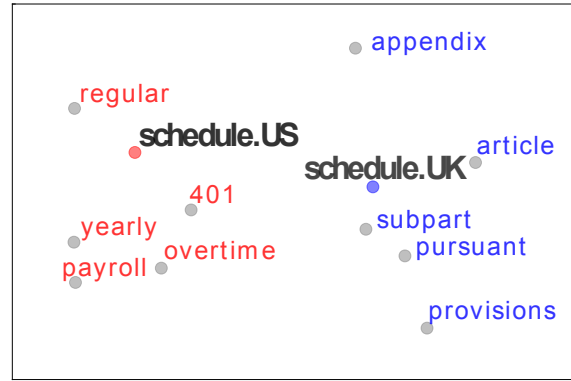 appendix
regular
schedule.US
article
schedule.UK
401
subpart
yearly
pursuant
overtime
payroll
provisions